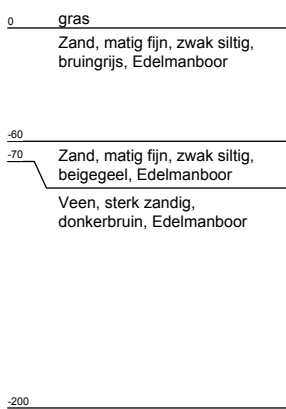 0 gras
Zand, matig fijn, zwak siltig,
bruingrijs, Edelmanboor
-60
-70 Zand, matig fijn, zwak siltig,
beigegeel, Edelmanboor
Veen, sterk zandig,
donkerbruin, Edelmanboor
-200